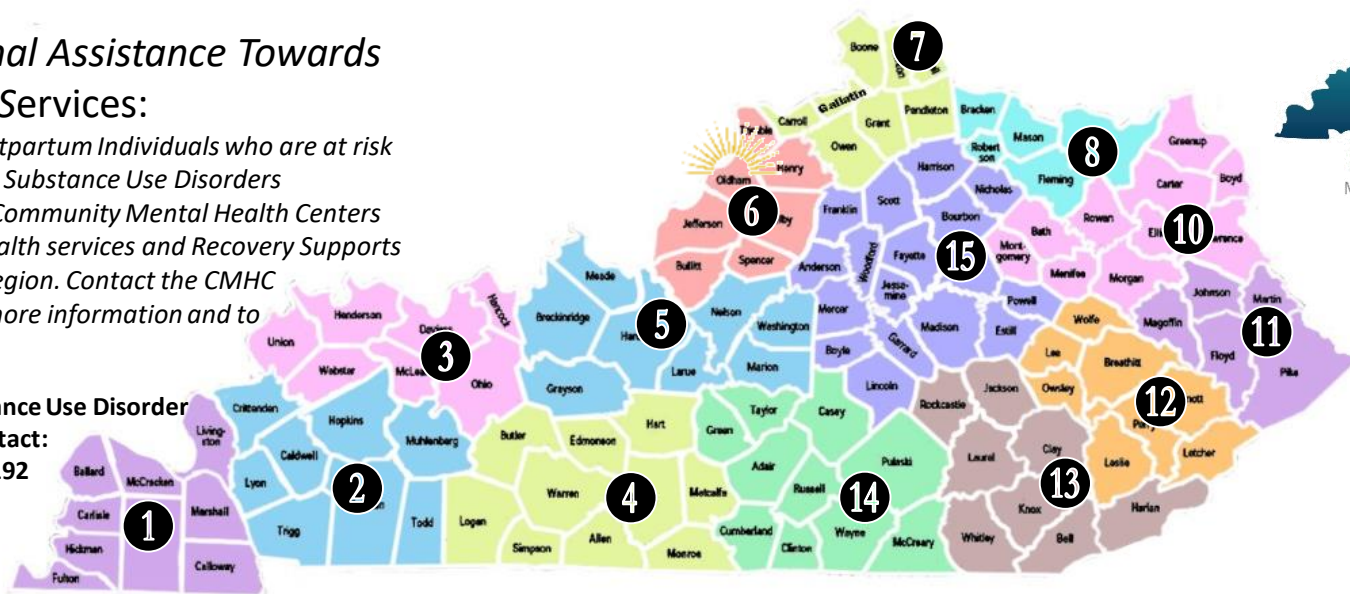 nal Assistance Towards
Services:
tpartum Individuals who are at risk
Substance Use Disorders
Community Mental Health Centers
alth services and Recovery Supports
egion. Contact the CMHC
more information and to
ance Use Disorder
tact:
192
7
Boone
Gallatin
Carroll
Grant
Pendleton
Bracken
Owen
Mason
Robert
son
8
Fleming
Greenup
Carter
Boyd
Henry
Oldham
6
Jefferson
Bullitt
Spencer
Harrison
Nicholas
Franklin
Scott
Bourbon
15
Fayette
Woodford
Anderson
Jessa-
mine
Mercer
Madison
Powell
Estill
Boyle
Garrard
Lincoln
Rowan
Bath
Mont-
gomery
Menifee
Morgan
10
Johnson
Martin
Magoffin
Floyd
11
Pike
Meade
Breckinridge
5
Nelson
Washington
Larue
Marion
Grayson
Hancock
Henderson
Union
3
Webster
Ohio
Wolfe
Lee
Breathitt
Owsley
12
Leslie
Letcher
Jackson
Rockcastle
Clay
Laurel
13
Knox
Whitley
Bell
Harlan
Crittenden
Hopkins
Living-
ston
Muhlenberg
Caldwell
Lyon
2
Trigg
Todd
Butler
Edmonson
Hart
Warren
4
Metcalfe
Logan
Simpson
Allen
Monroe
Taylor
Green
Casey
Adair
Pulaski
Russell
14
Cumberland
Clinton
Wayne
McCreary
Ballard
McCracken
Carlisle
1
Marshall
Hickman
Fulton
Calloway